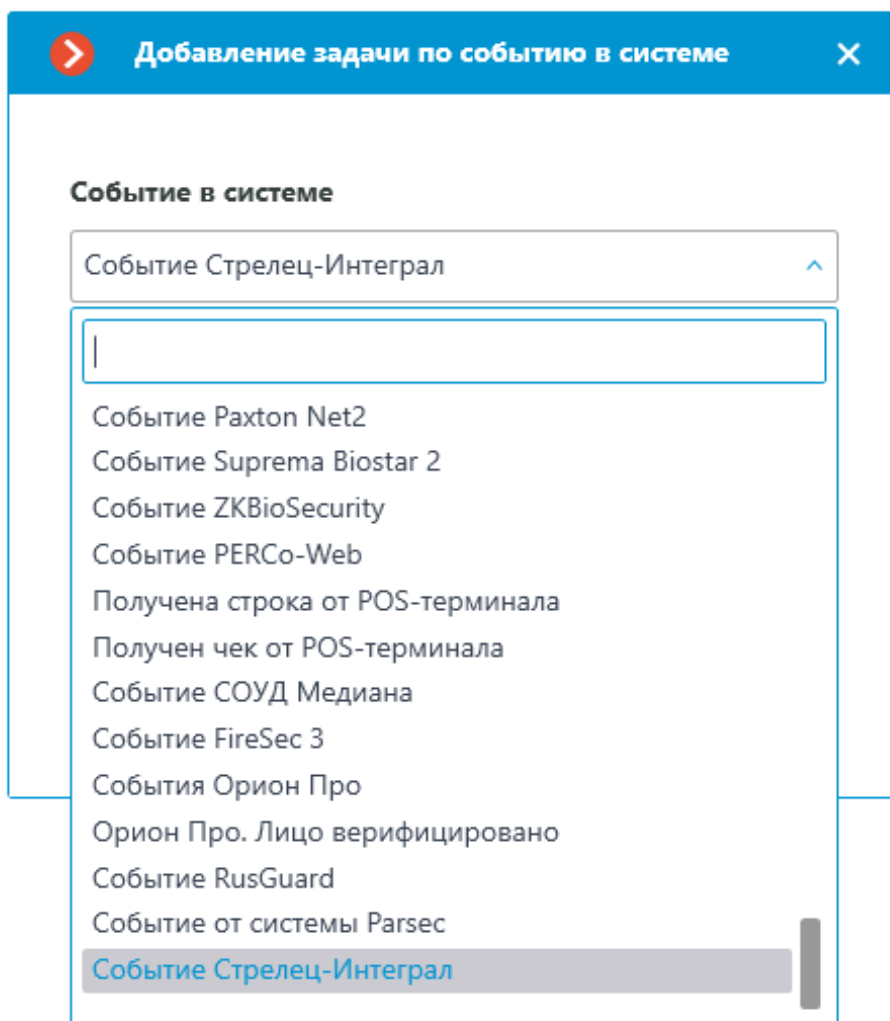 Добавление задачи по событию в системе
Событие в системе
Событие Стрелец-Интеграл
Событие Paxton Net2
Событие Suprema Biostar 2
Событие ZKBioSecurity
Событие PERCo-Web
Получена строка от POS-терминала
Получен чек от POS-терминала
Событие СОУД Медиана
Событие FireSec 3
События Орион Про
Орион Про. Лицо верифицировано
Событие RusGuard
Событие от системы Parsec
Событие Стрелец-Интеграл